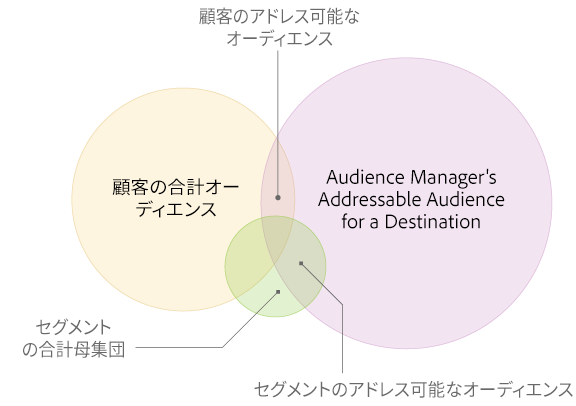 顧客のアドレス可能な
オーディエンス
顧客の合計オー
ディエンス
Audience Manager's
Addressable Audience
for a Destination
セグメント
の合計母集団
セグメントのアドレス可能なオーディエンス